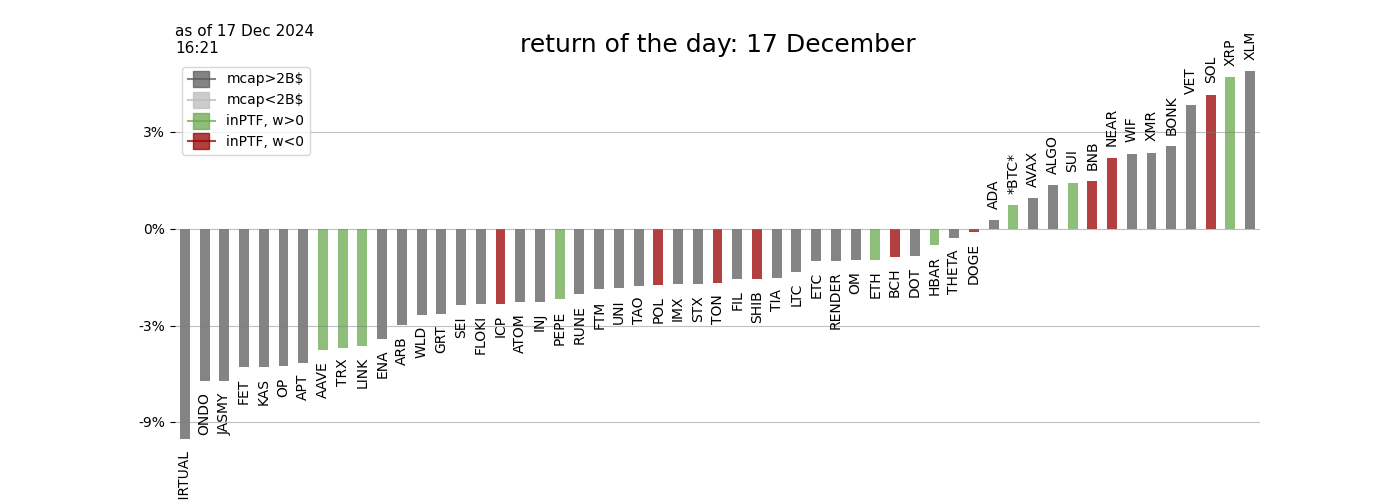 as of 17 Dec 2024
16:21
return of the day: 17 December
mcap>2B$
mcap<2B$
inPTF, w>0
inPTF, w<0
3%
0%
-3%
-9%
IRTUAL
ONDO
JASMY
FET
KAS
OP
APT
AAVE
TRX
LINK
ENA
ARB
WLD
GRT
SEI
FLOKI
ICP
ATOM
INJ
PEPE
RUNE
FTM
UNI
TAO
POL
IMX
STX
TON
FIL
SHIB
TIA
LTC
ETC
RENDER
OM
ETH
BCH
DOT
HBAR
THETA
DOGE
ADA
*BTC*
AVAX
ALGO
SUI
BNB
NEAR
WIF
XMR
BONK
VET
SOL
XRP
XLM